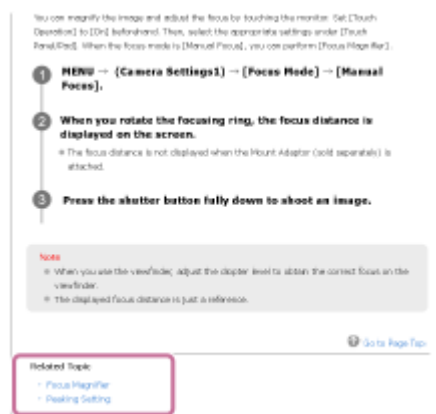 You can magnify the image and adjust the focus by touching the monitor. Set [Touch
Operation] to [On] beforehand. Then, select the appropriate settings under [Touch
Panel/Pad]. When the focus mode is [Manual Focus], you can perform [Focus Magnifier].
1 MENU → (Camera Settings1) → [Focus Mode] → [Manual
Focus].
2 When you rotate the focusing ring, the focus distance is
displayed on the screen.
The focus distance is not displayed when the Mount Adaptor (sold separately) is
attached.
3 Press the shutter button fully down to shoot an image.
Note
When you use the viewfinder, adjust the diopter level to obtain the correct focus on the
viewfinder.
The displayed focus distance is just a reference.
Go to Page Top
Related Topic
Focus Magnifier
Peaking Setting